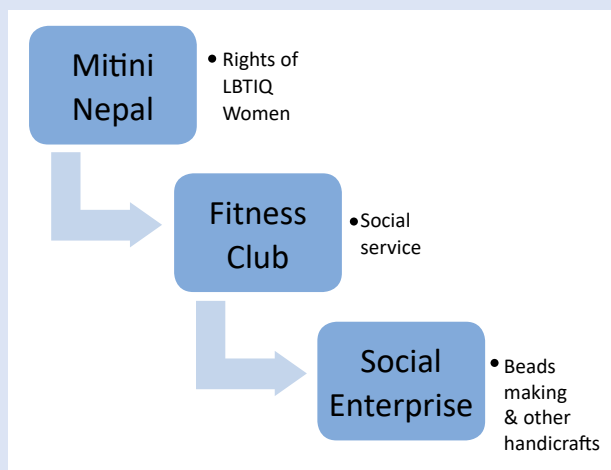 Mitini
Nepal
• Rights of
LBTIQ
Women
Fitness
Club
•Social
service
Social
Enterprise
• Beads
making
& other
handicrafts